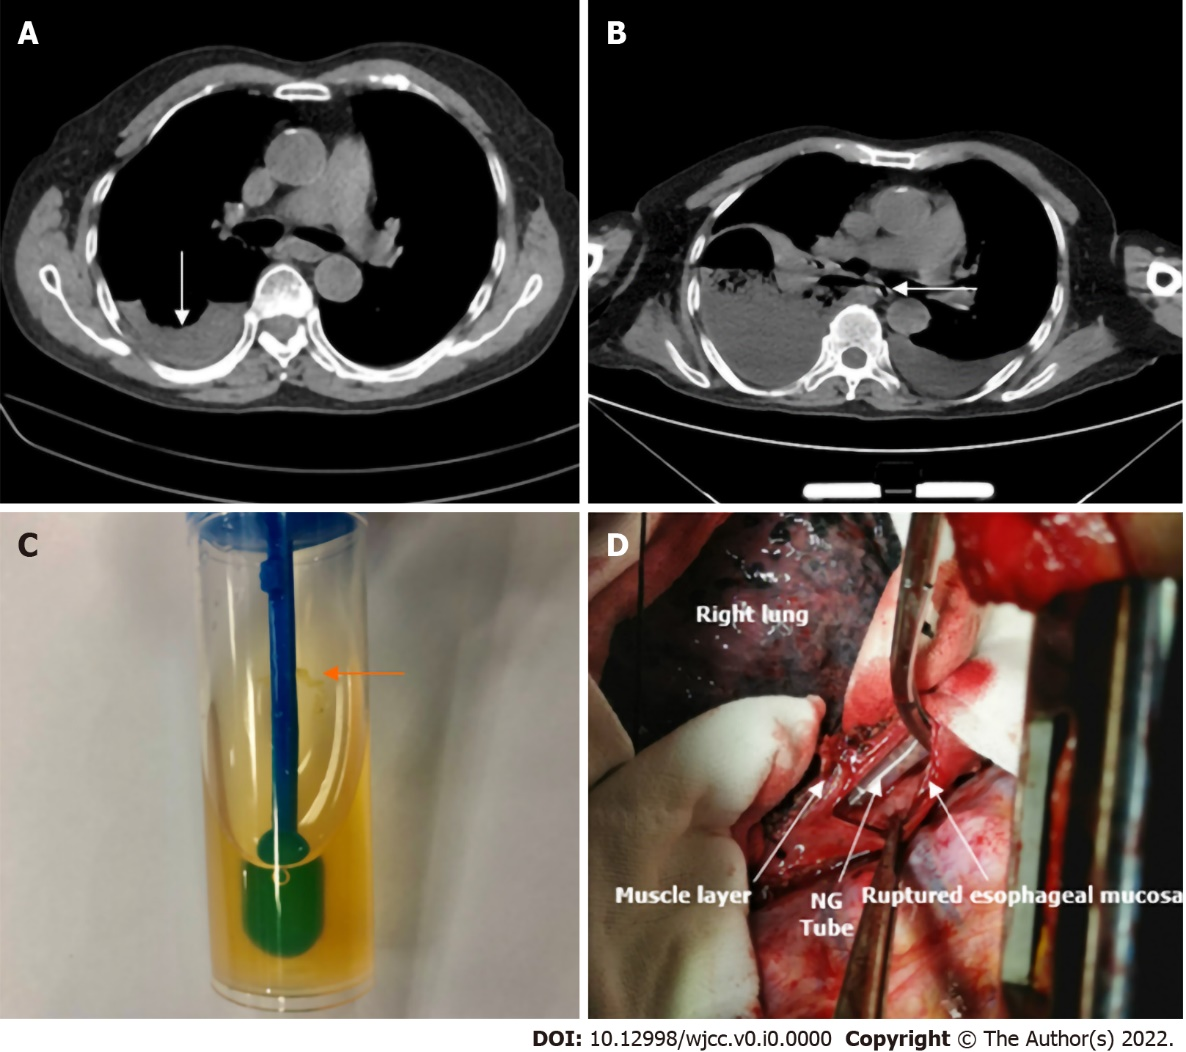 A
B
C
D
Right lung
Muscle layer
NG
Tube
Ruptured esophageal mucosa
DOI: 10.12998/wjcc.v0.i0.0000 Copyright © The Author(s) 2022.